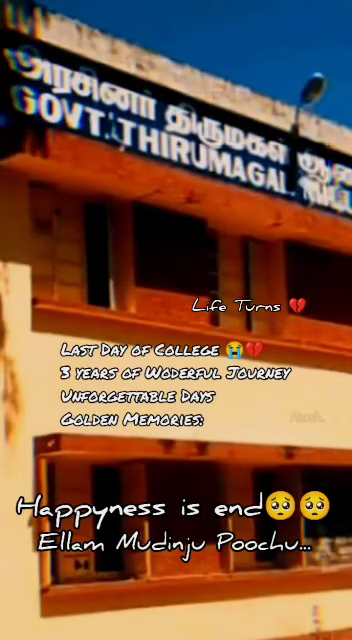 அரசினர் திருமகள்
GOVT. THIRUMAGAL
Life Turns 💔
Last Day of College 😭💔
3 years of Woderful Journey
Unforgettable Days
Golden Memories:
Happyness is end🥺🥺
Ellam Mudinju Poochu...